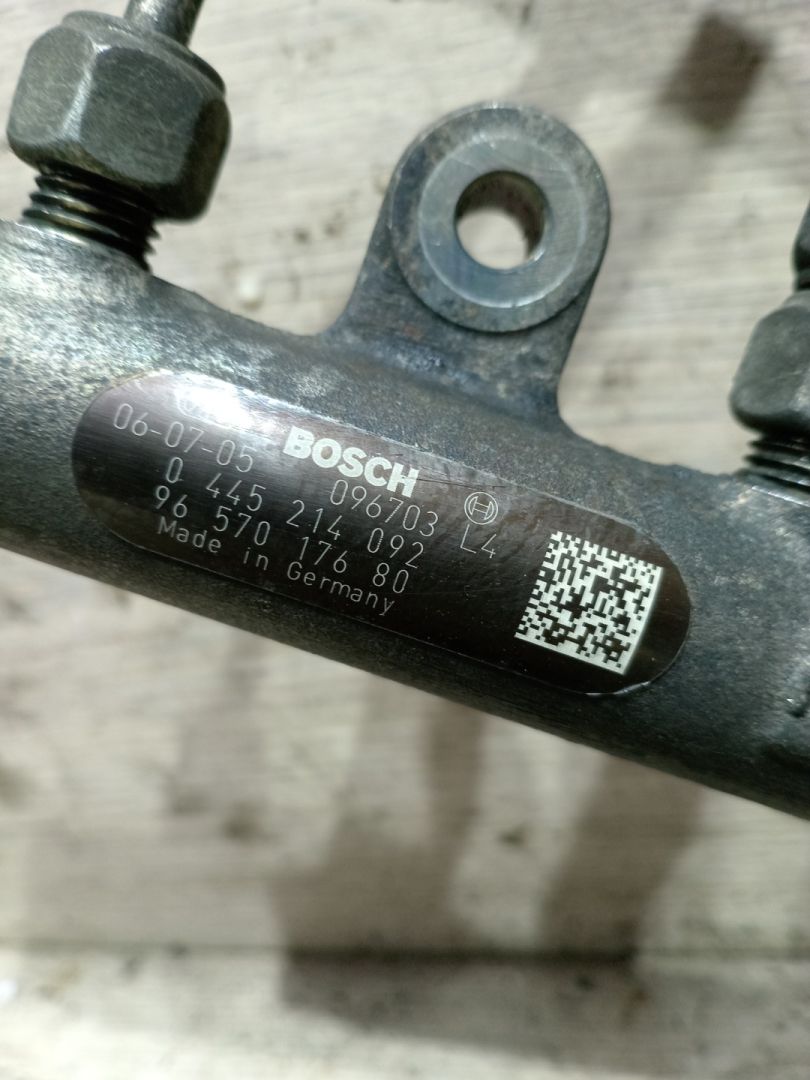 BOSCH
06-07-05 096703 L4
0 445 214 092
96 570 176 80
Made in Germany